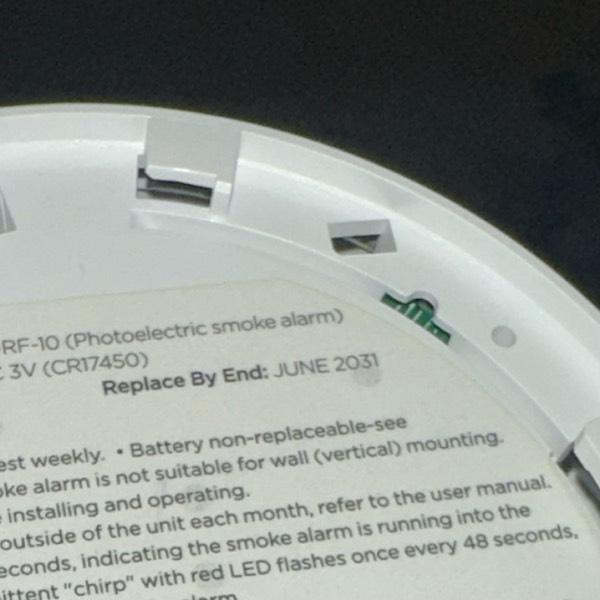 RF-10 (Photoelectric smoke alarm)
3V (CR17450)
Replace By End: JUNE 2031
est weekly. • Battery non-replaceable-see
oke alarm is not suitable for wall (vertical) mounting.
installing and operating.
outside of the unit each month, refer to the user manual.
econds, indicating the smoke alarm is running into the
ittent "chirp" with red LED flashes once every 48 seconds,